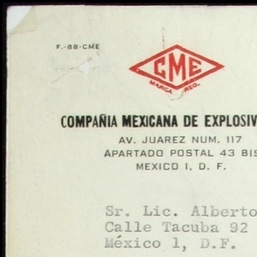 F.-88-CME
CME
MARCA REG.
COMPAÑIA MEXICANA DE EXPLOSIV
AV. JUAREZ NUM. 117
APARTADO POSTAL 43 BIS
MEXICO I, D. F.
Sr. Lic. Alberto
Calle Tacuba 92
México 1, D.F.